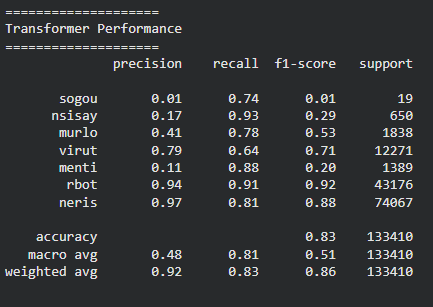 ====================
Transformer Performance
====================
              precision    recall  f1-score   support

       sogou       0.01      0.74      0.01        19
      nsisay       0.17      0.93      0.29       650
       murlo       0.41      0.78      0.53      1838
       virut       0.79      0.64      0.71     12271
       menti       0.11      0.88      0.20      1389
        rbot       0.94      0.91      0.92     43176
       neris       0.97      0.81      0.88     74067

    accuracy                           0.83    133410
   macro avg       0.48      0.81      0.51    133410
weighted avg       0.92      0.83      0.86    133410